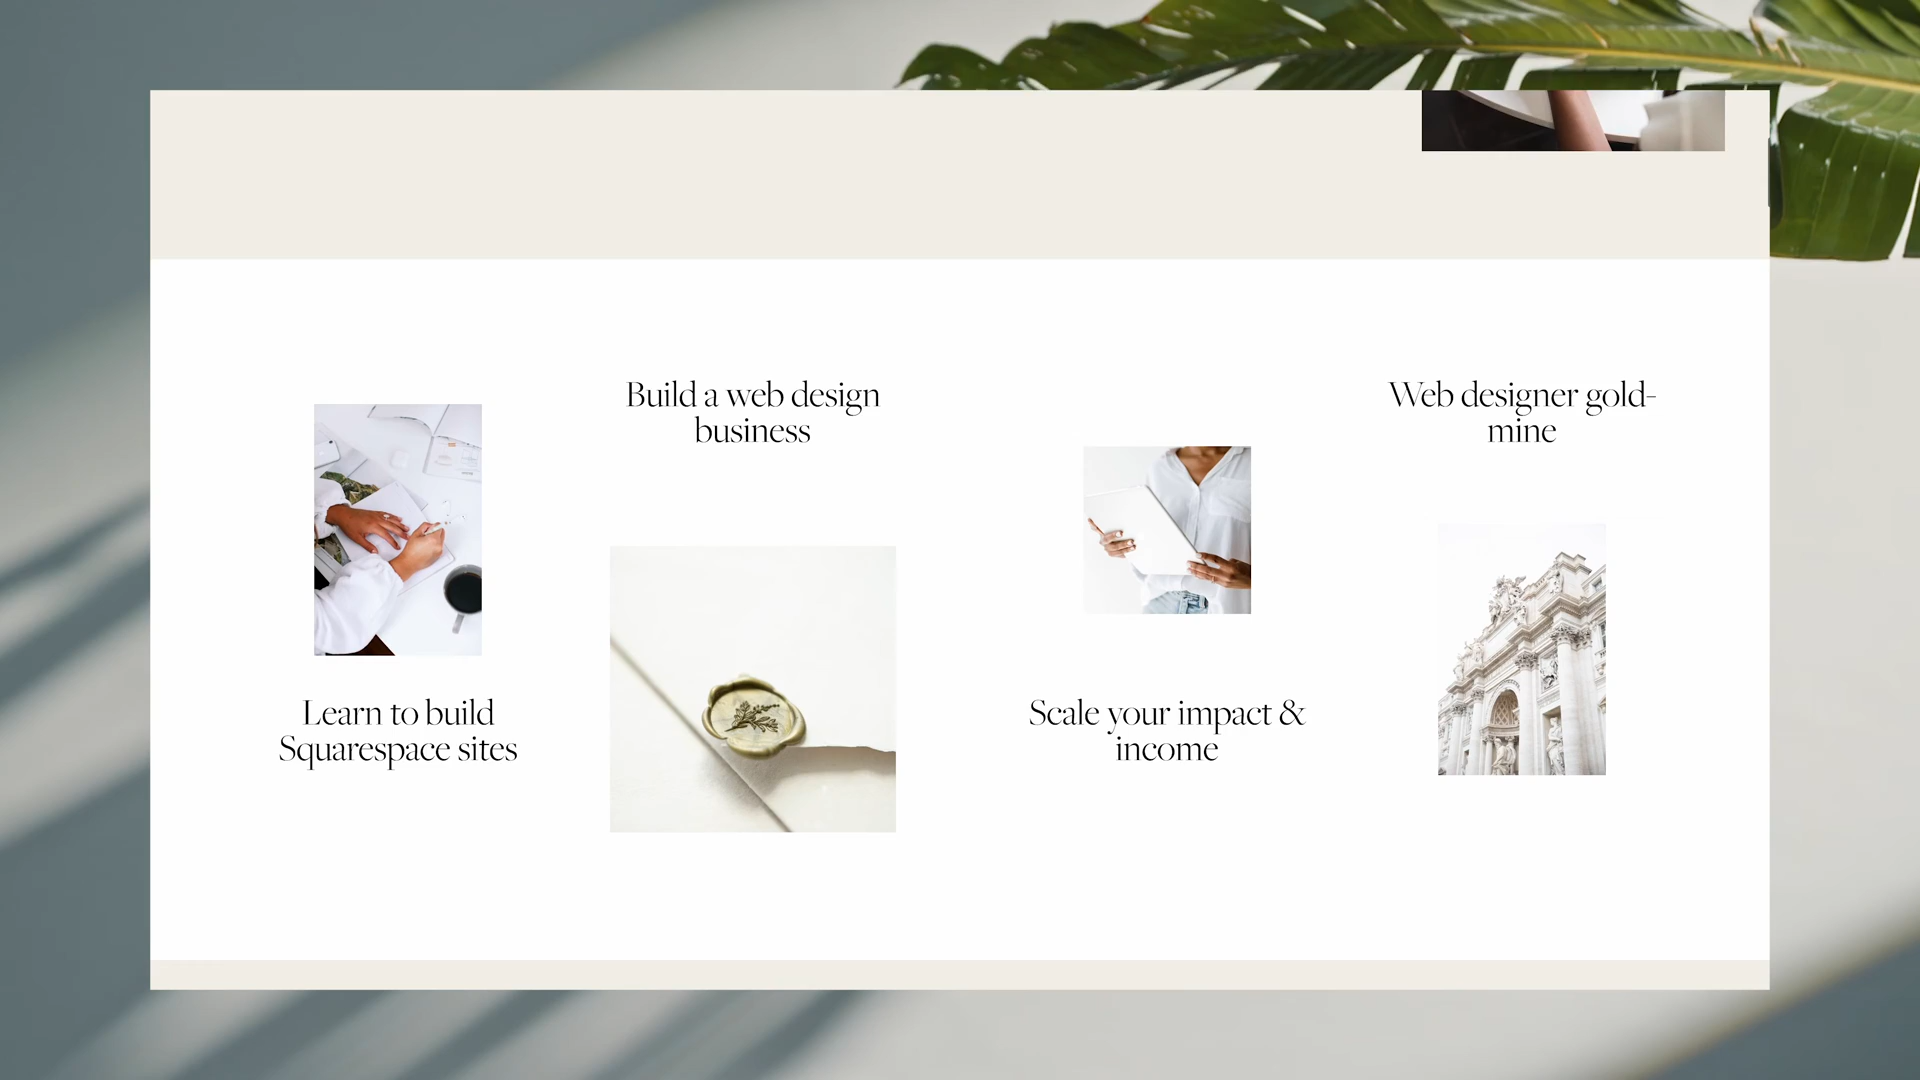 Build a web design
business
Web designer gold-
mine
Learn to build
Squarespace sites
Scale your impact &
income